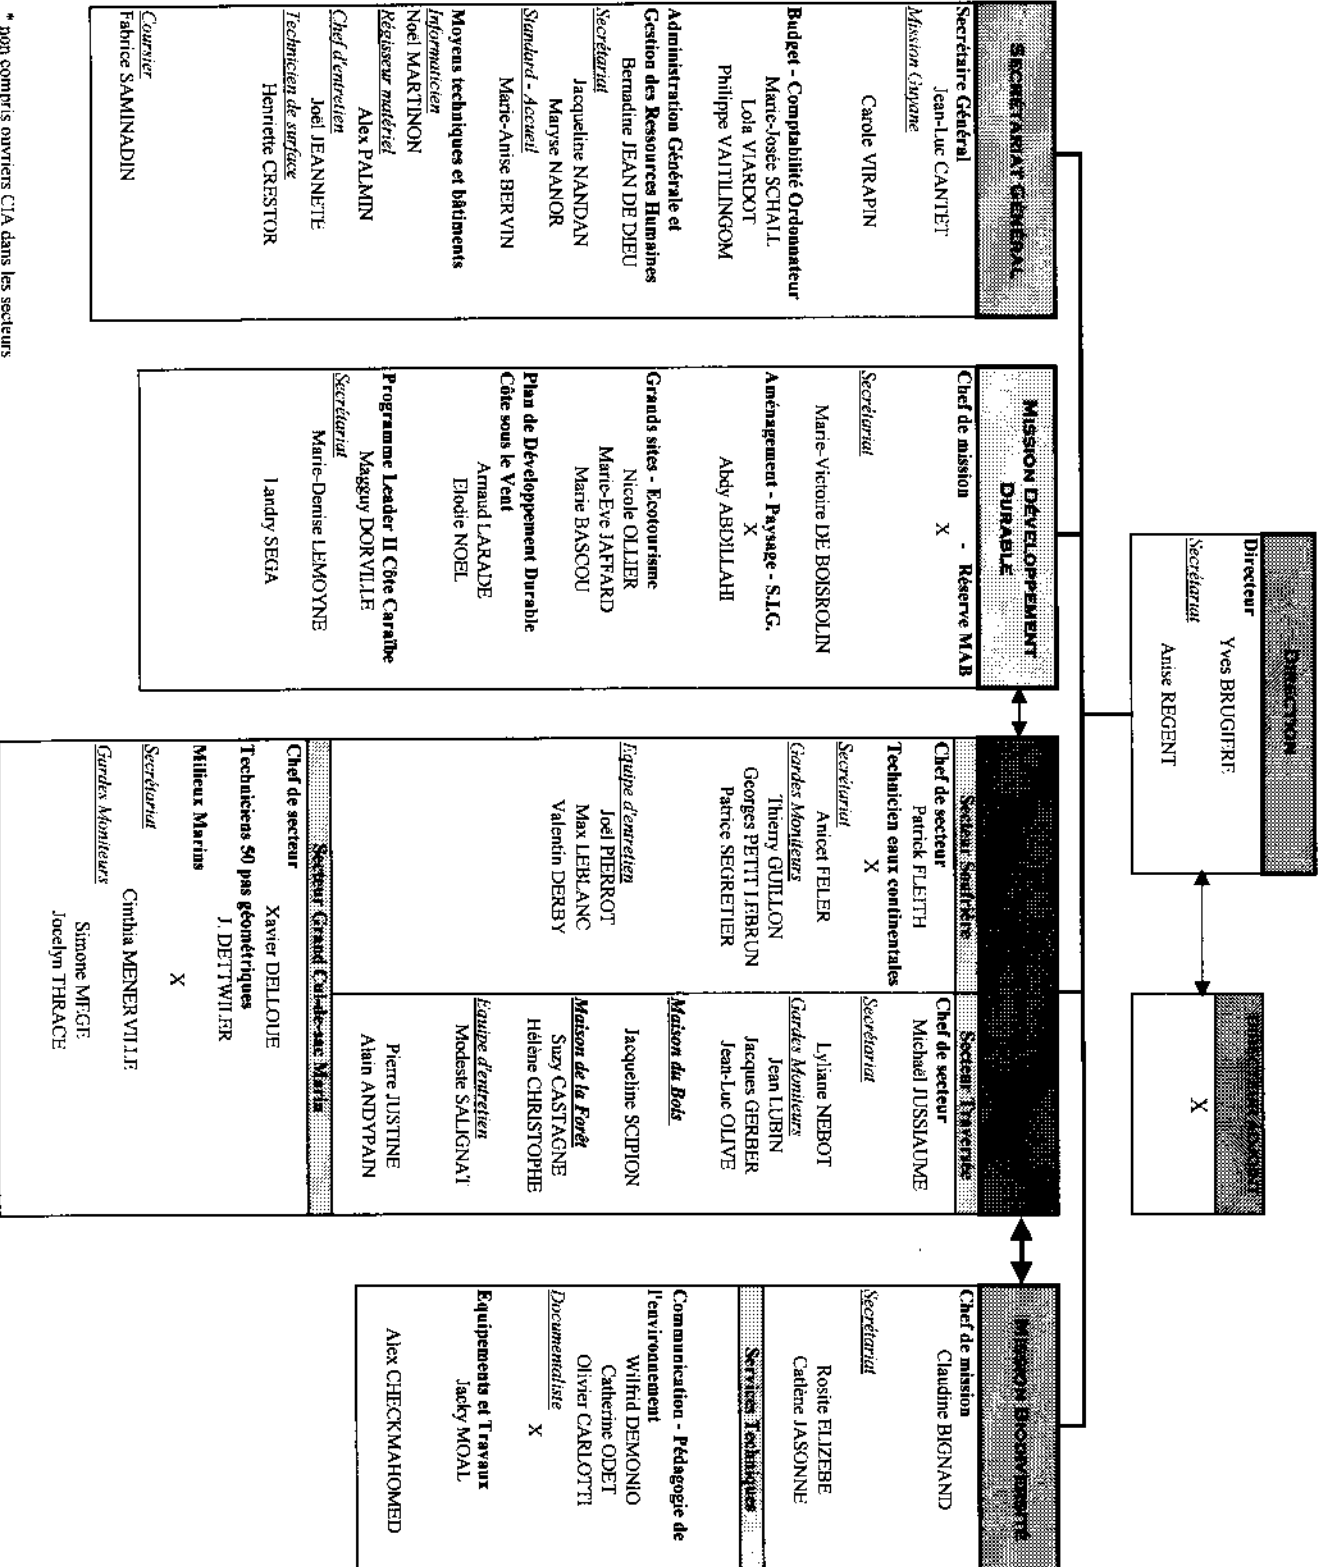 DIRECTION
Directeur
Yves BRUGIERE
Secrétariat
Anise REGENT
DIRECTEUR ADJOINT
X
SECRÉTARIAT GÉNÉRAL
Secrétaire Général
Jean-Luc CANTET
Mission Guyane
Carole VIRAPIN
Budget - Comptabilité Ordonnateur
Marie-Josée SCHALL
Lola VIARDOT
Philippe VAITILINGOM
Administration Générale et
Gestion des Ressources Humaines
Bernadine JEAN DE DIEU
Secrétariat
Jacqueline NANDAN
Maryse NANOR
Standard - Accueil
Marie-Anise BERVIN
Moyens techniques et bâtiments
Informaticien
Noël MARTINON
Régisseur matériel
Alex PALMIN
Chef d'entretien
Joël JEANNETE
Technicien de surface
Henriette CRESTOR
Coursier
Fabrice SAMINADIN
MISSION DÉVELOPPEMENT
DURABLE
Chef de mission - Réserve MAB
X
Secrétariat
Marie-Victoire DE BOISROLIN
Aménagement - Paysage - S.I.G.
X
Abdy ABDILLAHI
Grands sites - Ecotourisme
Nicole OLLIER
Marie-Eve JAFFARD
Marie BASCOU
Plan de Développement Durable
Côte sous le Vent
Arnaud LARADE
Elodie NOEL
Programme Leader II Côte Caraïbe
Magguy DORVILLE
Secrétariat
Marie-Denise LEMOYNE
Landry SEGA
Secteur Soufrière
Chef de secteur
Patrick FLEITH
Technicien eaux continentales
X
Secrétariat
Anicet FELER
Gardes Moniteurs
Thierry GUILLON
Georges PETIT LEBRUN
Patrice SEGRETIER
Equipe d'entretien
Joël PIERROT
Max LEBLANC
Valentin DERBY
Secteur Traversée
Chef de secteur
Michaël JUSSIAUME
Secrétariat
Lyliane NEBOT
Gardes Moniteurs
Jean LUBIN
Jacques GERBER
Jean-Luc OLIVE
Maison du Bois
Jacqueline SCIPION
Maison de la Forêt
Suzy CASTAGNE
Hélène CHRISTOPHE
Equipe d'entretien
Modeste SALIGNAT
Pierre JUSTINE
Alain ANDYPAIN
Secteur Grand Cul-de-sac Marin
Chef de secteur
Xavier DELLOUE
Techniciens 50 pas géométriques
J. DETTWILER
Milieux Marins
X
Secrétariat
Cinthia MENERVILLE
Gardes Moniteurs
Simone MEGE
Jocelyn THRACE
MISSION BIODIVERSITÉ
Chef de mission
Claudine BIGNAND
Secrétariat
Rosite ELIZEBE
Catlène JASONNE
Services Techniques
Communication - Pédagogie de
l'environnement
Wilfrid DEMONIO
Catherine ODET
Olivier CARLOTTI
Documentaliste
X
Equipements et Travaux
Jacky MOAL
Alex CHECKMAHOMED
* non compris ouvriers CIA dans les secteurs